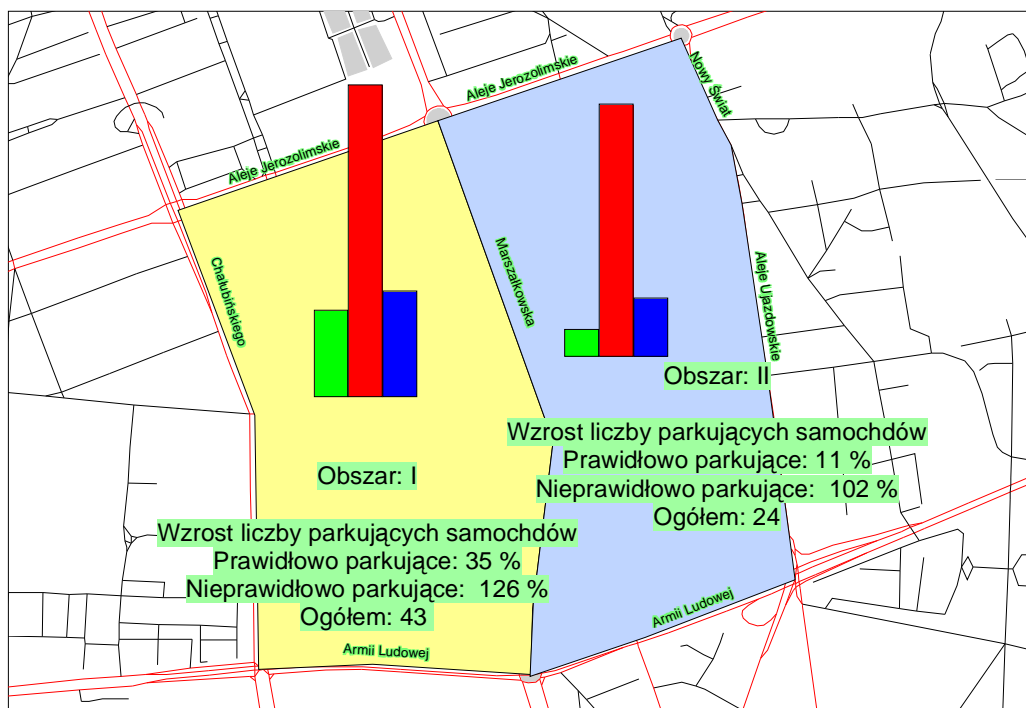 Aleje Jerozolimskie
Nowy Świat
Aleje Jerozolimskie
Chałubińskiego
Marszałkowska
Aleje Ujazdowskie
Obszar: II
Wzrost liczby parkujących samochdów
Prawidłowo parkujące: 11 %
Nieprawidłowo parkujące: 102 %
Ogółem: 24
Obszar: I
Wzrost liczby parkujących samochdów
Prawidłowo parkujące: 35 %
Nieprawidłowo parkujące: 126 %
Ogółem: 43
Armii Ludowej
Armii Ludowej